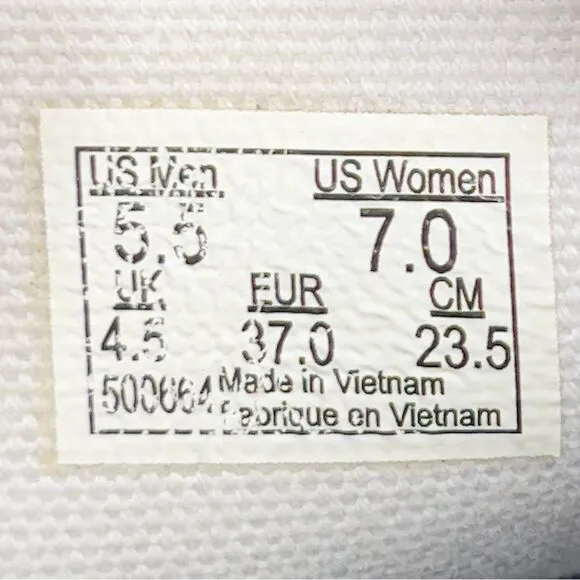 US Men US Women
5.5 7.0
UK EUR CM
4.5 37.0 23.5
500664 Made in Vietnam
Fabrique en Vietnam